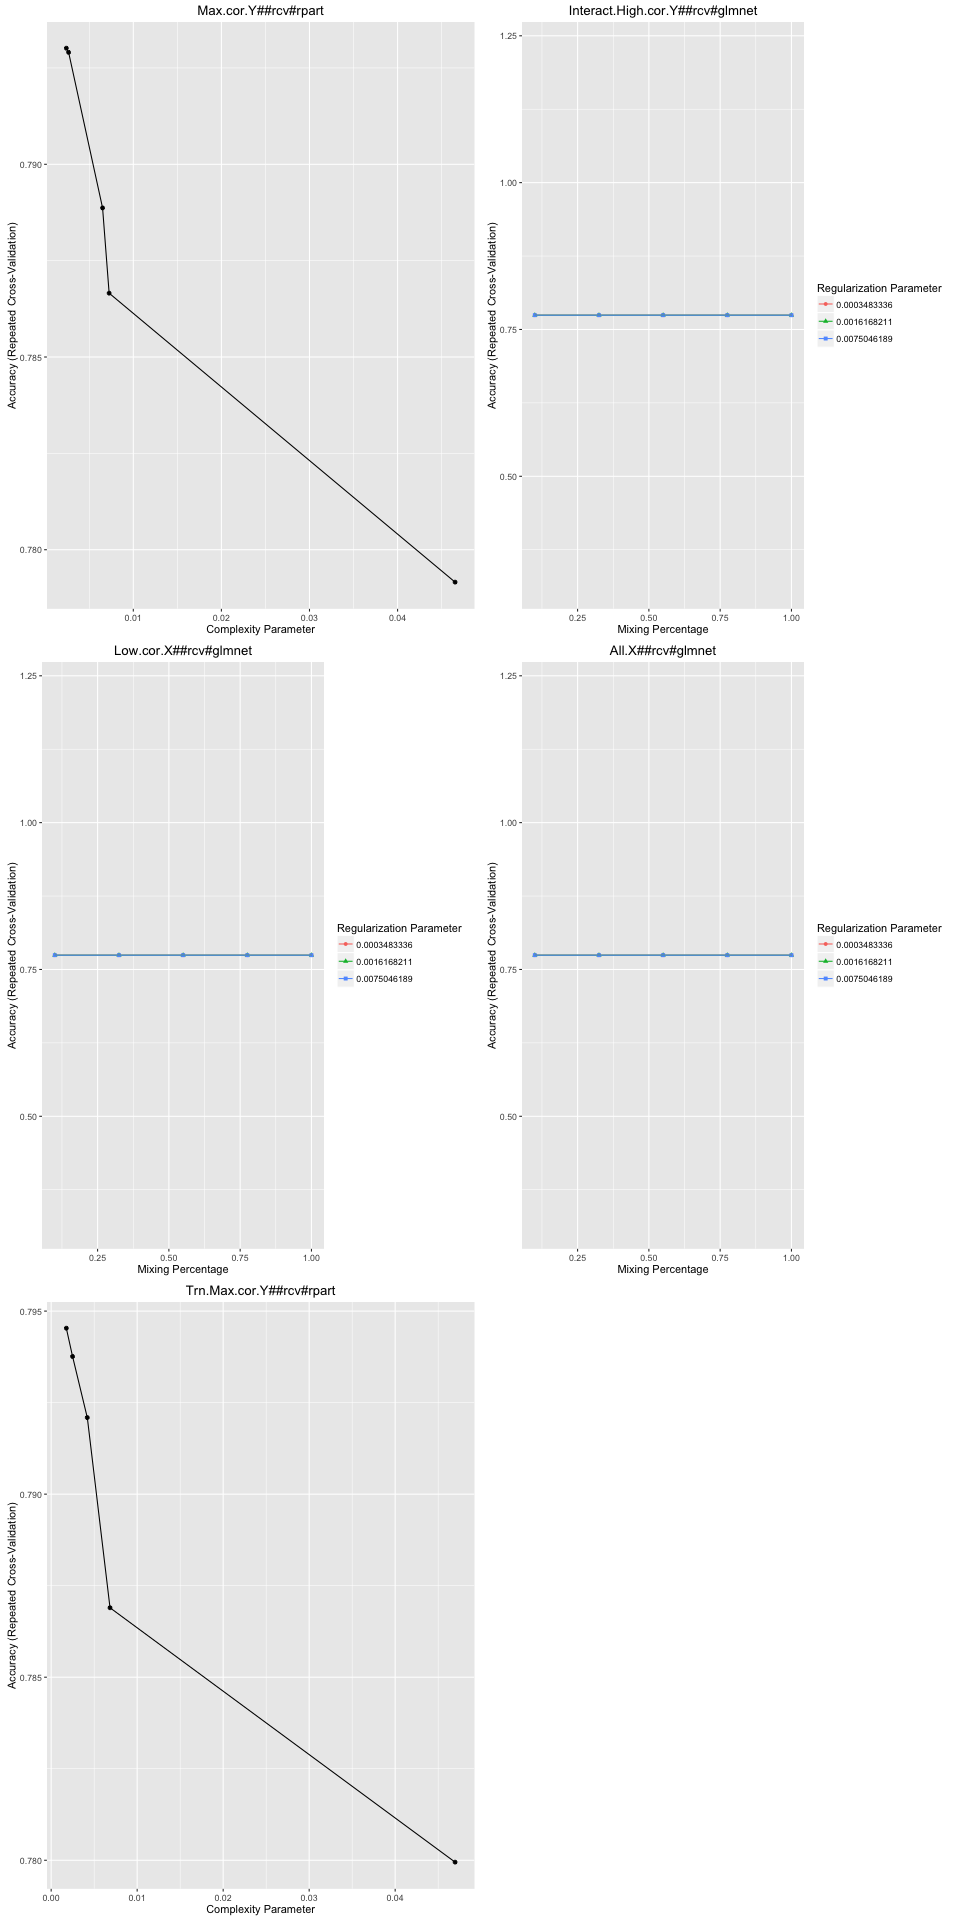 Max.cor.Y##rcv#rpart
Accuracy (Repeated Cross-Validation)
0.790
0.785
0.780
0.01 0.02 0.03 0.04
Complexity Parameter
Interact.High.cor.Y##rcv#glmnet
Accuracy (Repeated Cross-Validation)
1.25
1.00
0.75
0.50
0.25 0.50 0.75 1.00
Mixing Percentage
Regularization Parameter
0.0003483336
0.0016168211
0.0075046189
Low.cor.X##rcv#glmnet
Accuracy (Repeated Cross-Validation)
1.25
1.00
0.75
0.50
0.25 0.50 0.75 1.00
Mixing Percentage
Regularization Parameter
0.0003483336
0.0016168211
0.0075046189
All.X##rcv#glmnet
Accuracy (Repeated Cross-Validation)
1.25
1.00
0.75
0.50
0.25 0.50 0.75 1.00
Mixing Percentage
Regularization Parameter
0.0003483336
0.0016168211
0.0075046189
Trn.Max.cor.Y##rcv#rpart
Accuracy (Repeated Cross-Validation)
0.795
0.790
0.785
0.780
0.00 0.01 0.02 0.03 0.04
Complexity Parameter